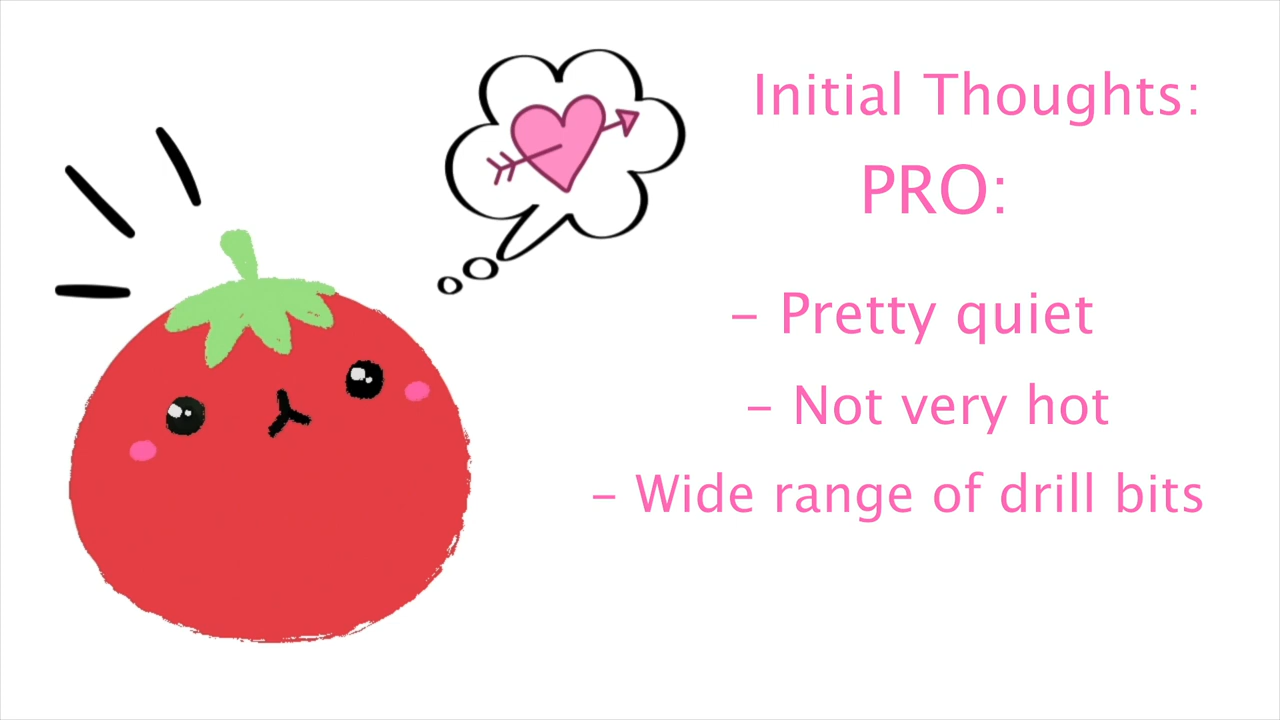 Initial Thoughts:
PRO:
- Pretty quiet
- Not very hot
- Wide range of drill bits